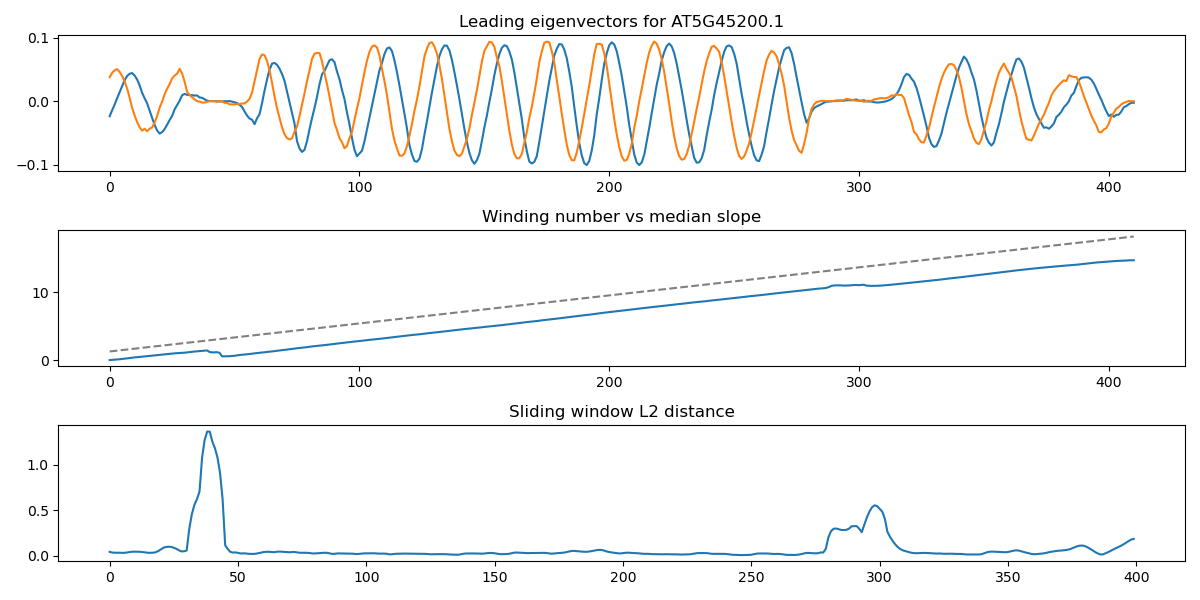 Leading eigenvectors for AT5G45200.1
0.1
0.0
−0.1
0 100 200 300 400
Winding number vs median slope
10
0
0 100 200 300 400
Sliding window L2 distance
1.0
0.5
0.0
0 50 100 150 200 250 300 350 400